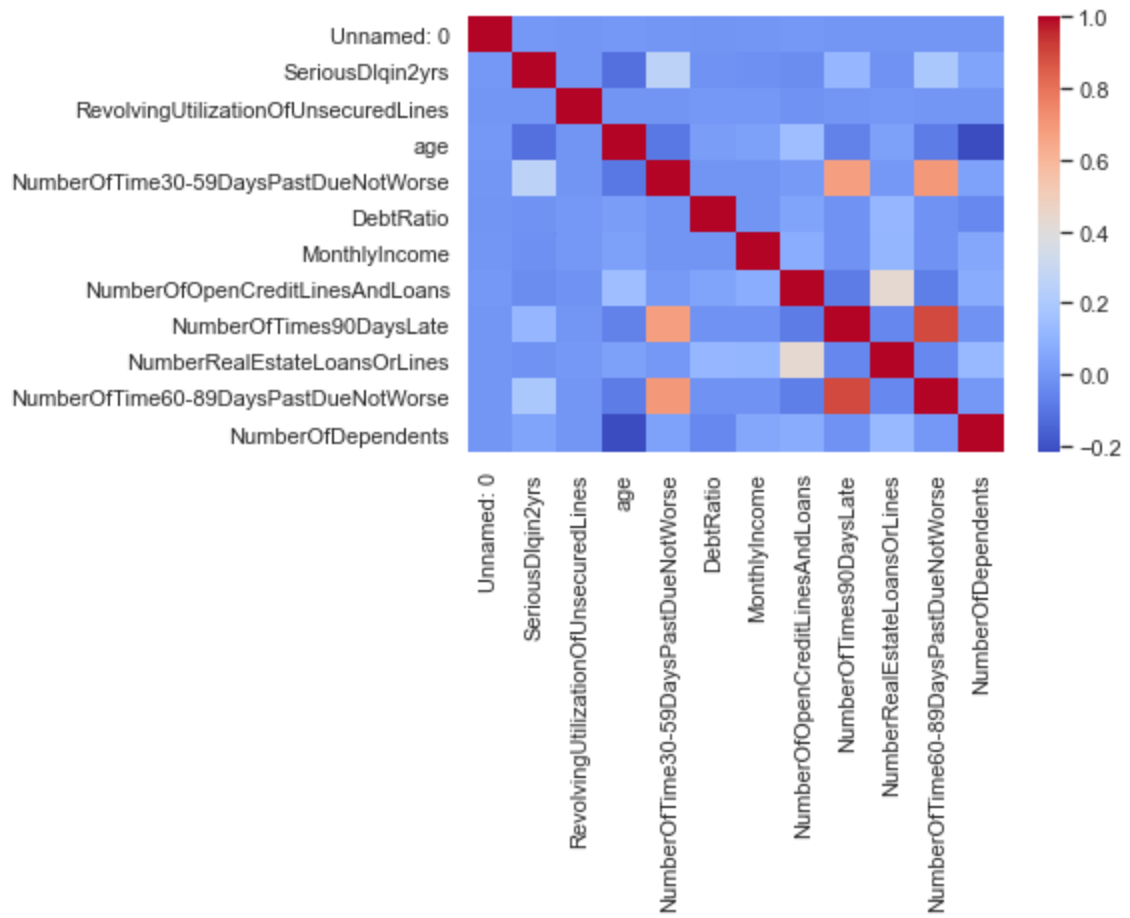 Unnamed: 0
SeriousDlqin2yrs
RevolvingUtilizationOfUnsecuredLines
age
NumberOfTime30-59DaysPastDueNotWorse
DebtRatio
MonthlyIncome
NumberOfOpenCreditLinesAndLoans
NumberOfTimes90DaysLate
NumberRealEstateLoansOrLines
NumberOfTime60-89DaysPastDueNotWorse
NumberOfDependents
Unnamed: 0
SeriousDlqin2yrs
RevolvingUtilizationOfUnsecuredLines
age
NumberOfTime30-59DaysPastDueNotWorse
DebtRatio
MonthlyIncome
NumberOfOpenCreditLinesAndLoans
NumberOfTimes90DaysLate
NumberRealEstateLoansOrLines
NumberOfTime60-89DaysPastDueNotWorse
NumberOfDependents
1.0
0.8
0.6
0.4
0.2
0.0
−0.2